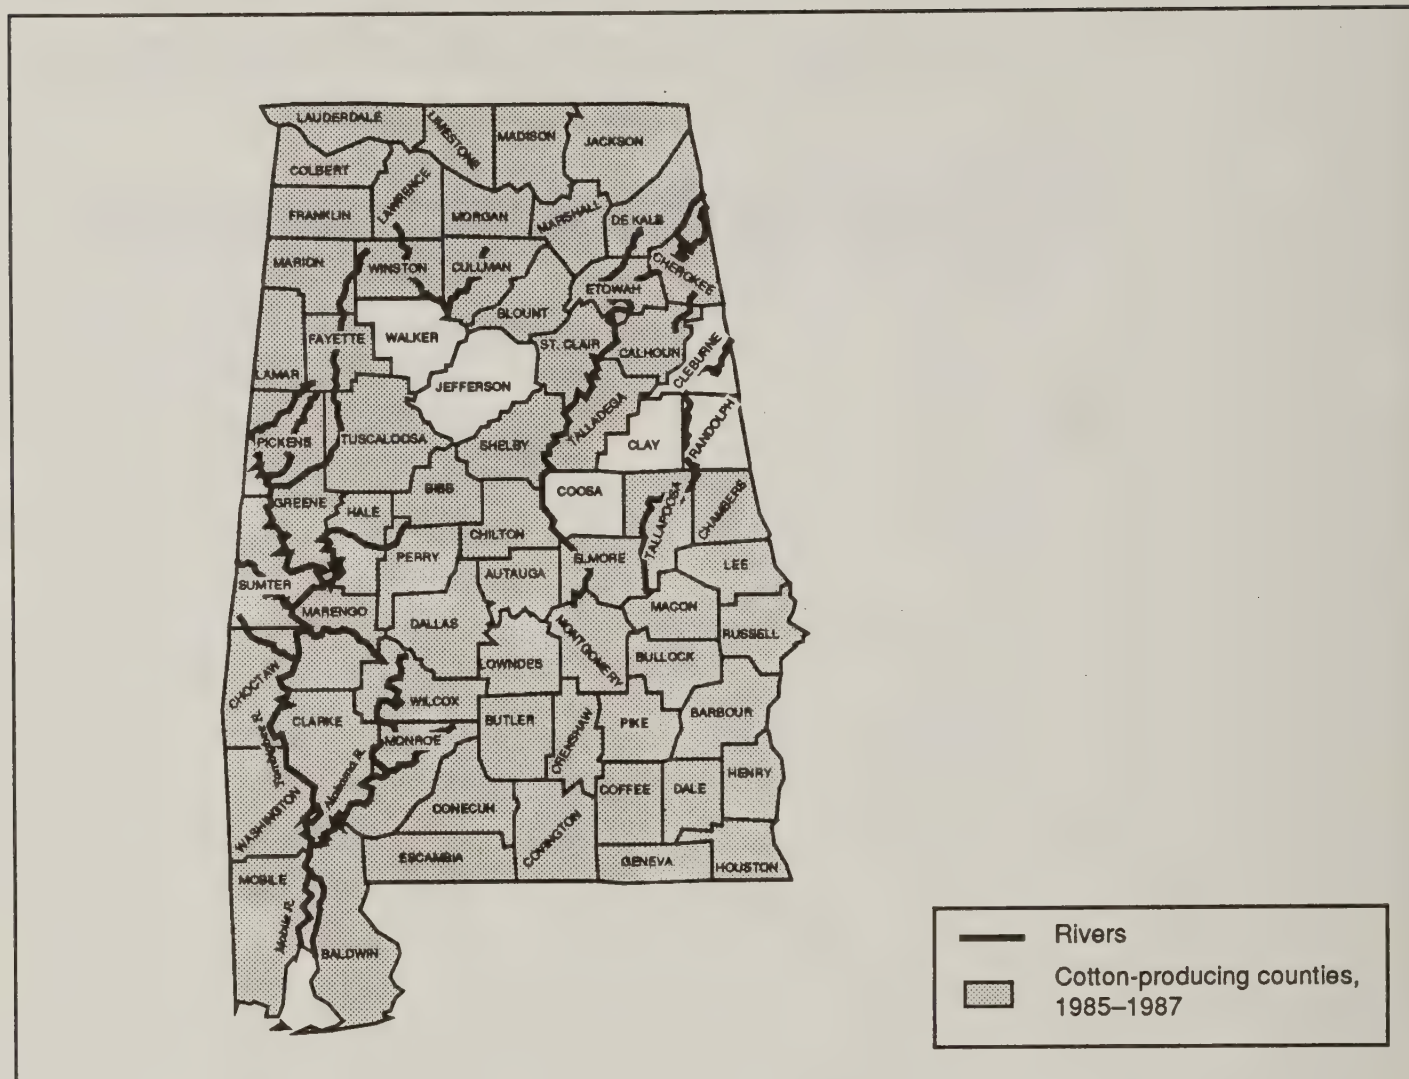 LAUDERDALE
LIMESTONE
MADISON
JACKSON
COLBERT
LAWRENCE
FRANKLIN
MORGAN
MARSHALL
DE KALB
MARION
WINSTON
CULLMAN
CHEROKEE
ETOWAH
BLOUNT
FAYETTE
WALKER
ST. CLAIR
CALHOUN
CLEBURNE
LAMAR
JEFFERSON
PICKENS
TUSCALOOSA
SHELBY
TALLADEGA
CLAY
RANDOLPH
GREENE
HALE
BIBB
COOSA
TALLAPOOSA
CHAMBERS
CHILTON
PERRY
ELMORE
LEE
SUMTER
AUTAUGA
MARENGO
MACON
DALLAS
MONTGOMERY
RUSSELL
CHOCTAW
LOWNDES
BULLOCK
WILCOX
CLARKE
BUTLER
CRENSHAW
PIKE
BARBOUR
Tombigbee R.
MONROE
Alabama R.
HENRY
WASHINGTON
CONECUH
COFFEE
DALE
COVINGTON
ESCAMBIA
GENEVA
HOUSTON
MOBILE
Mobile R.
BALDWIN
Rivers
Cotton-producing counties,
1985–1987